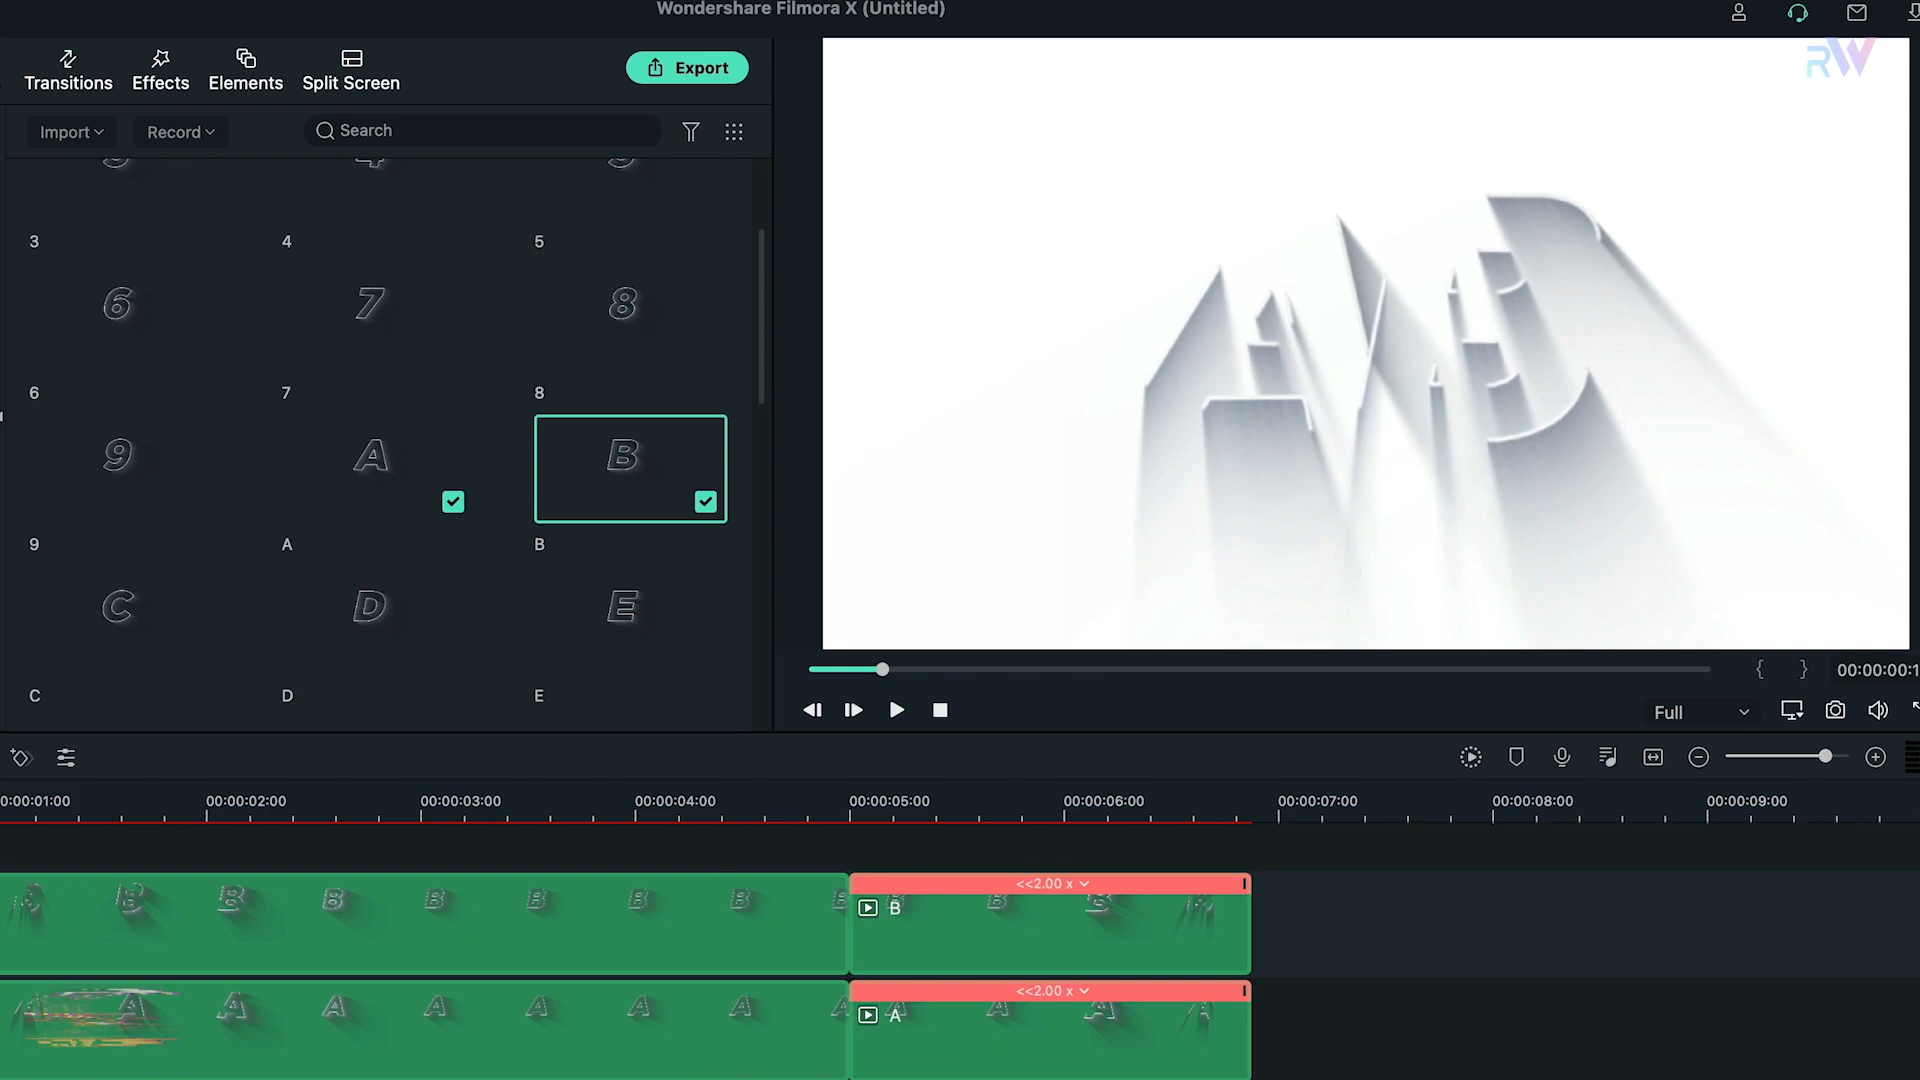 Wondershare Filmora X (Untitled)
RW
Transitions
Effects
Elements
Split Screen
Export
Import
Record
Search
3
4
5
6
7
8
6
7
8
9
A
B
9
A
B
C
D
E
C
D
E
00:00:00:1
Full
0:00:01:00
00:00:02:00
00:00:03:00
00:00:04:00
00:00:05:00
00:00:06:00
00:00:07:00
00:00:08:00
00:00:09:00
<<2.00 x
B B B B B B B
B
B B
<<2.00 x
A A A A A A A
A
A A A